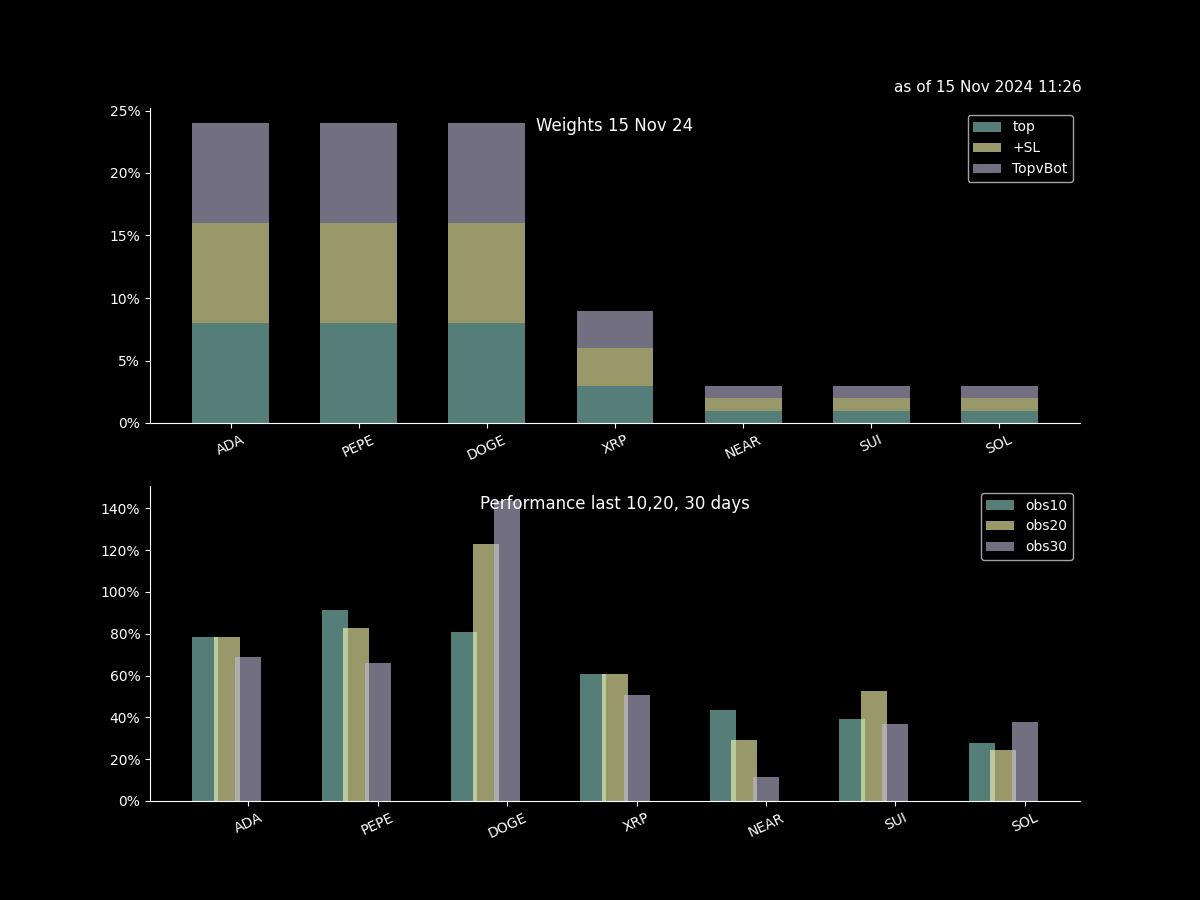 as of 15 Nov 2024 11:26
Weights 15 Nov 24
top
+SL
TopvBot
25%
20%
15%
10%
5%
0%
ADA PEPE DOGE XRP NEAR SUI SOL
Performance last 10,20, 30 days
obs10
obs20
obs30
140%
120%
100%
80%
60%
40%
20%
0%
ADA PEPE DOGE XRP NEAR SUI SOL